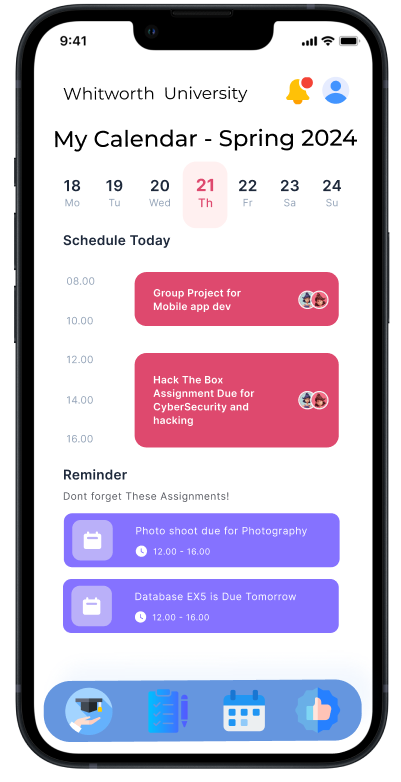 9:41
Whitworth University
My Calendar - Spring 2024
18 19 20 21 22 23 24
Mo Tu Wed Th Fr Sa Su
Schedule Today
08.00
Group Project for
Mobile app dev
10.00
12.00
Hack The Box
Assignment Due for
14.00
CyberSecurity and
hacking
16.00
Reminder
Dont forget These Assignments!
Photo shoot due for Photography
12.00 - 16.00
Database EX5 is Due Tomorrow
12.00 - 16.00